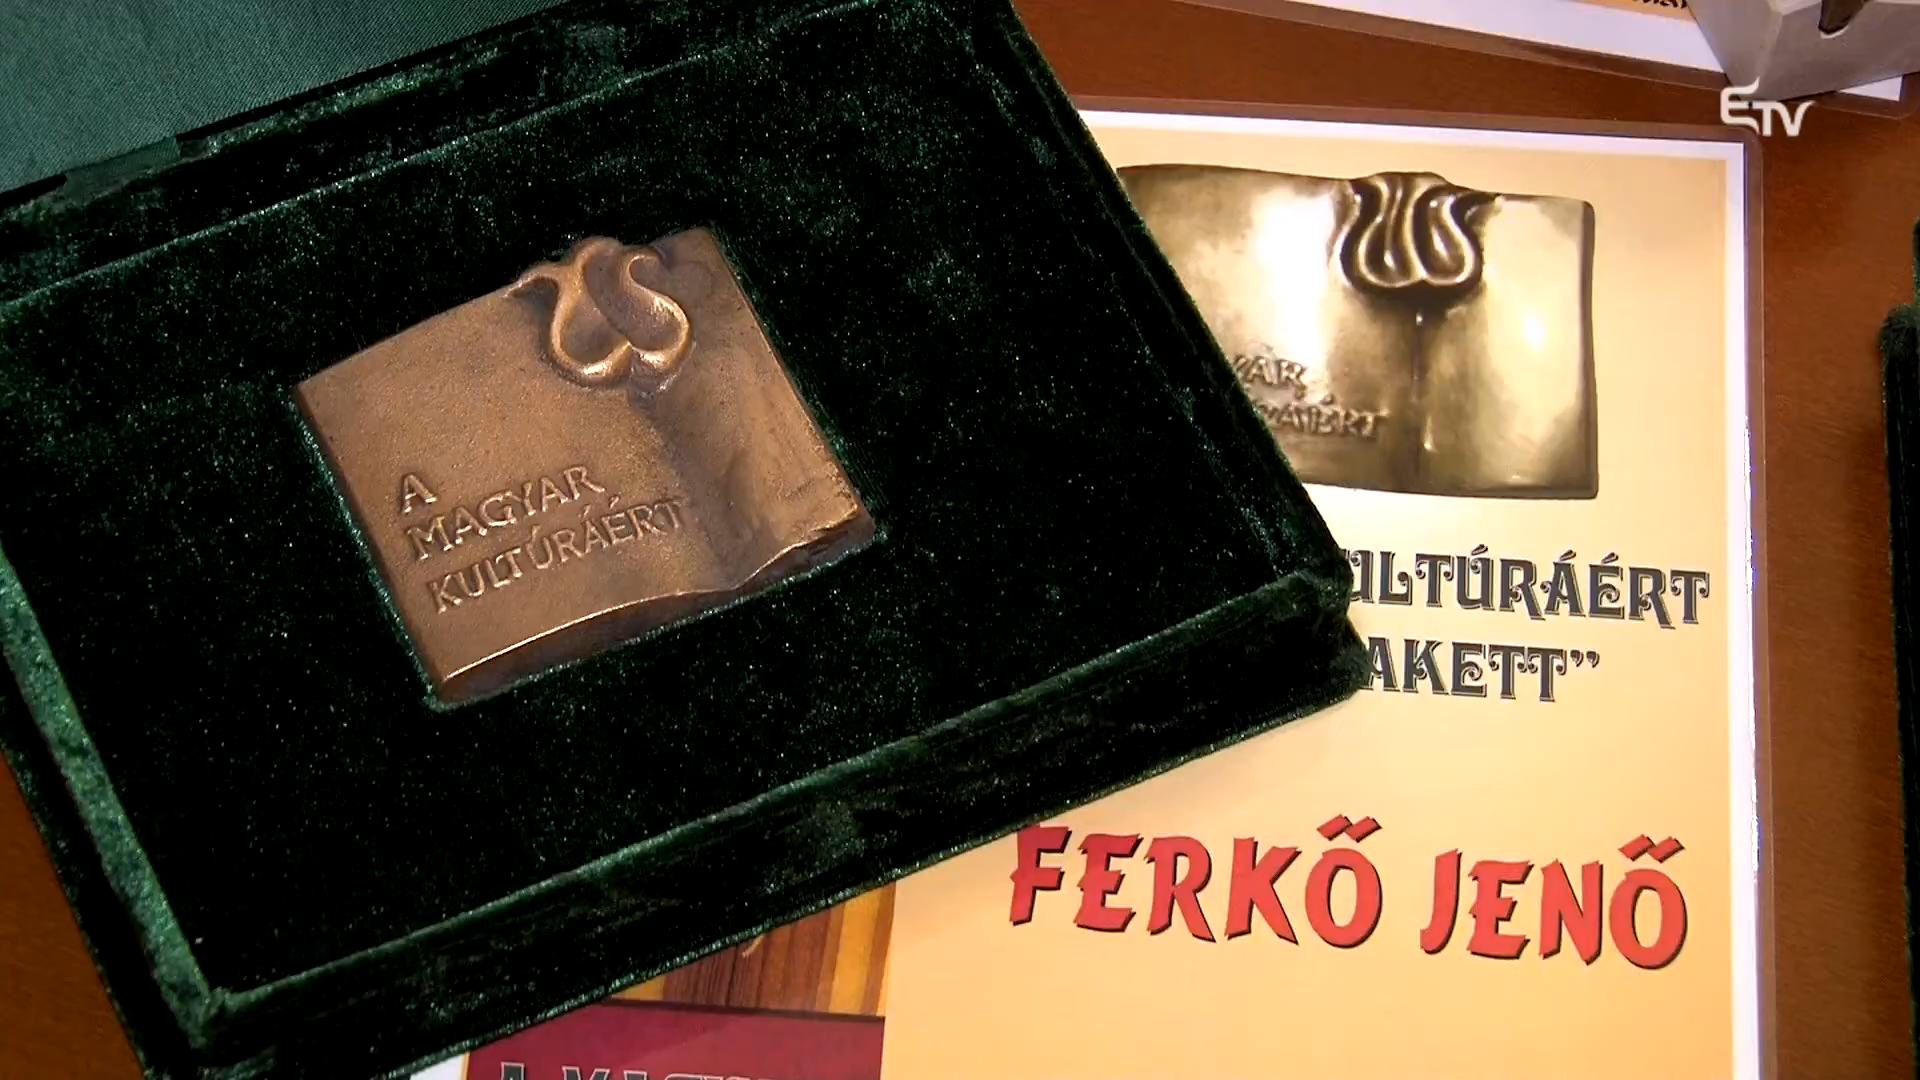 ETV
A
MAGYAR
KULTÚRÁÉRT
ULTÚRÁÉRT
AKETT”
FERKŐ JENŐ